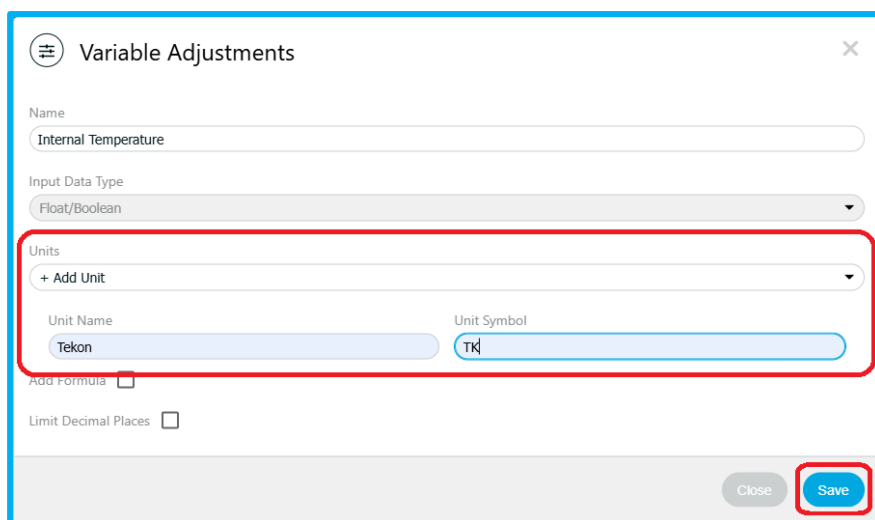 Variable Adjustments
Name
Internal Temperature
Input Data Type
Float/Boolean
Units
+ Add Unit
Unit Name Unit Symbol
Tekon TK
Add Formula
Limit Decimal Places
Close Save